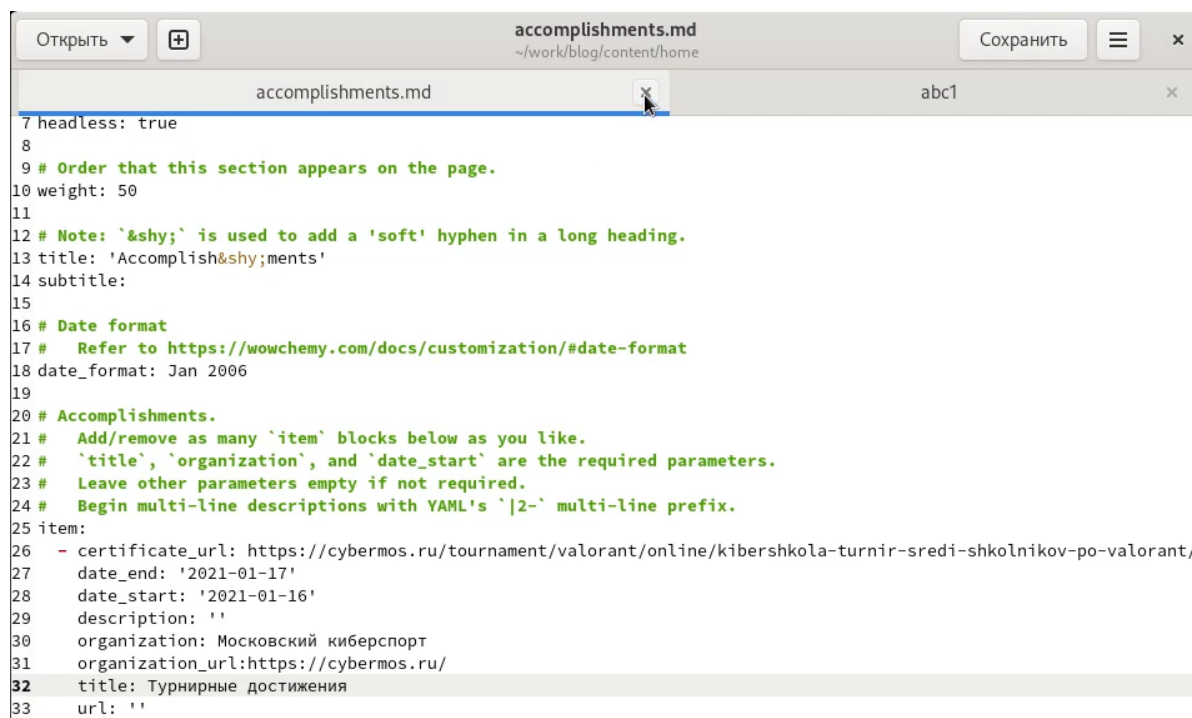 Открыть
accomplishments.md
~/work/blog/content/home
Сохранить
accomplishments.md
abc1
7 headless: true
8
9 # Order that this section appears on the page.
10 weight: 50
11
12 # Note: `&shy;` is used to add a 'soft' hyphen in a long heading.
13 title: 'Accomplish&shy;ments'
14 subtitle:
15
16 # Date format
17 #   Refer to https://wowchemy.com/docs/customization/#date-format
18 date_format: Jan 2006
19
20 # Accomplishments.
21 #   Add/remove as many `item` blocks below as you like.
22 #   `title`, `organization`, and `date_start` are the required parameters.
23 #   Leave other parameters empty if not required.
24 #   Begin multi-line descriptions with YAML's `|2-` multi-line prefix.
25 item:
26   - certificate_url: https://cybermos.ru/tournament/valorant/online/kibershkola-turnir-sredi-shkolnikov-po-valorant/
27     date_end: '2021-01-17'
28     date_start: '2021-01-16'
29     description: ''
30     organization: Московский киберспорт
31     organization_url:https://cybermos.ru/
32     title: Турнирные достижения
33     url: ''